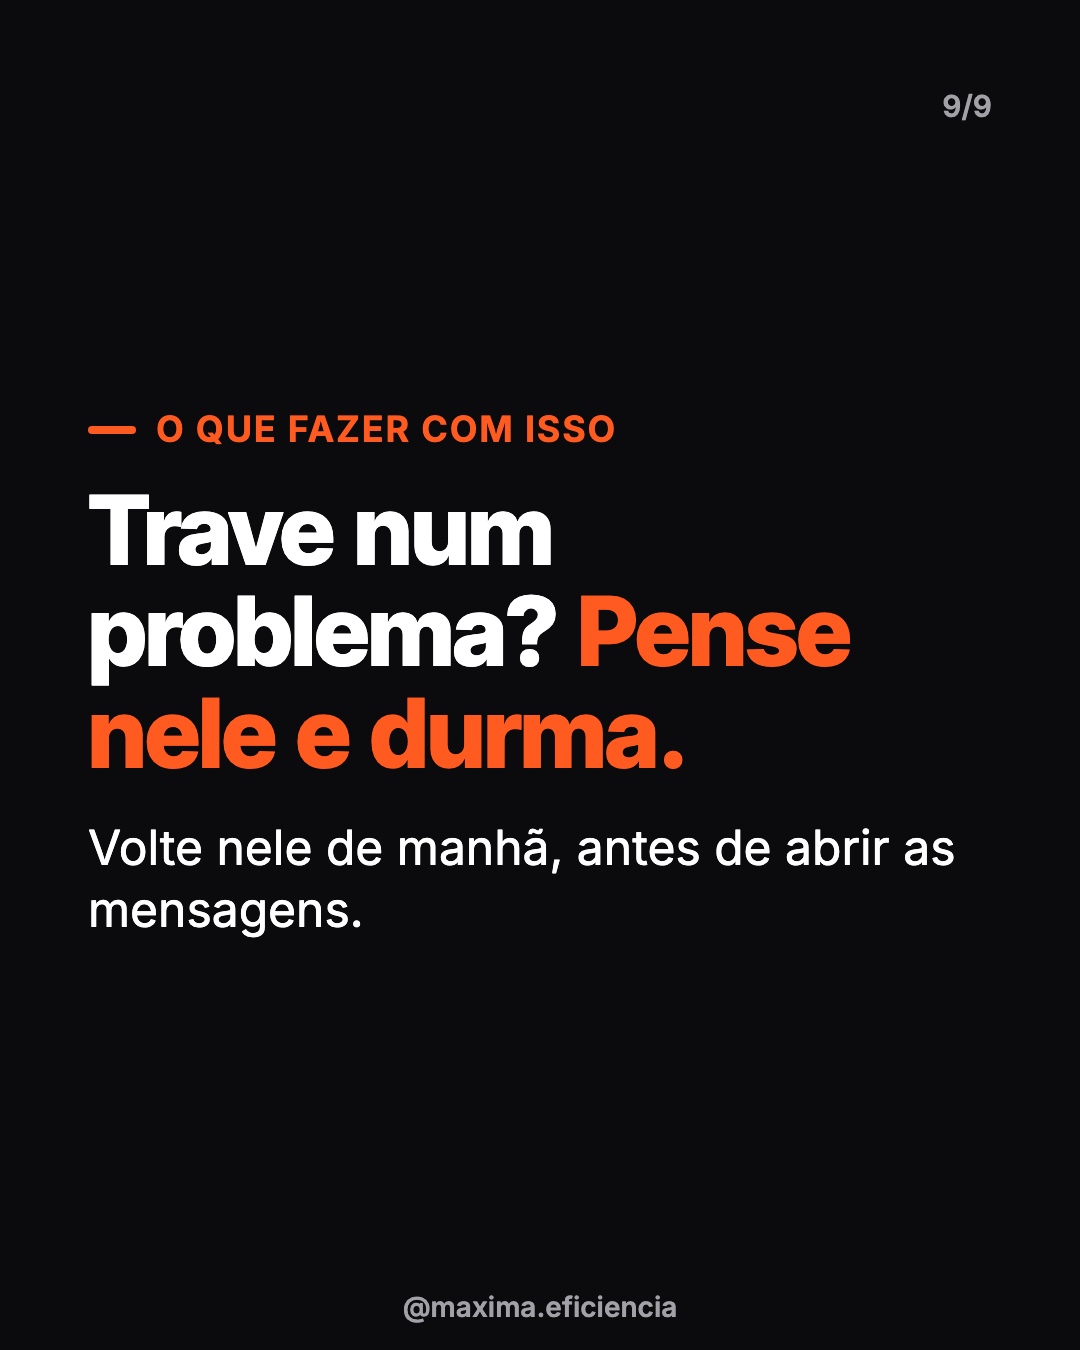 9/9
O QUE FAZER COM ISSO
Trave num
problema? Pense
nele e durma.
Volte nele de manhã, antes de abrir as
mensagens.
@maxima.eficiencia